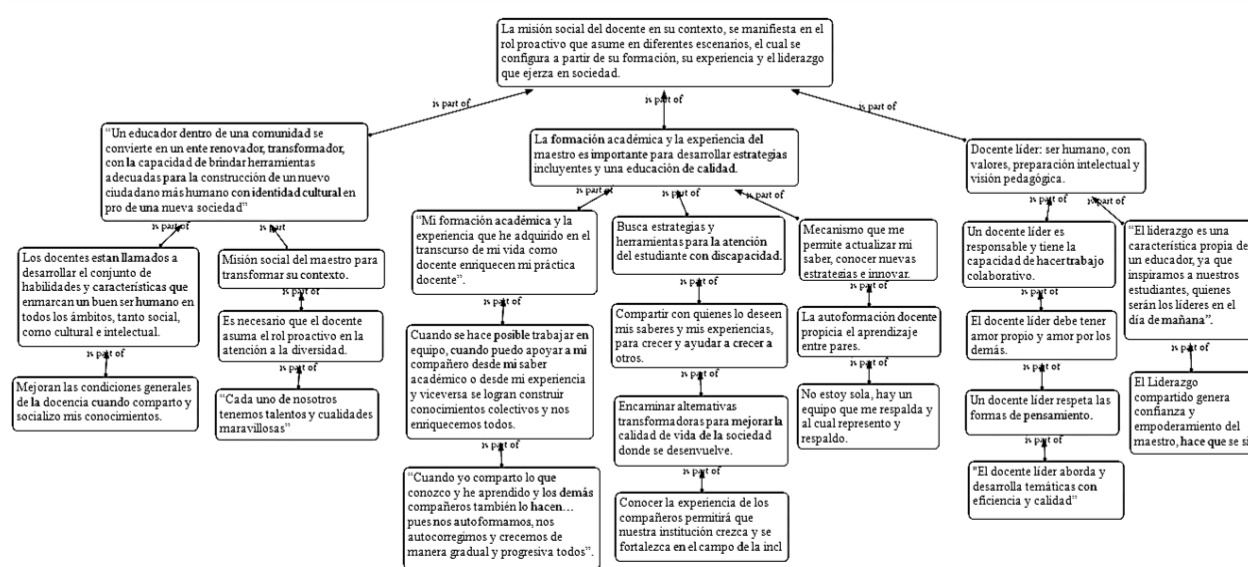 La misión social del docente en su contexto, se manifiesta en el
rol proactivo que asume en diferentes escenarios, el cual se
configura a partir de su formación, su experiencia y el liderazgo
que ejerza en sociedad.
is part of
is part of
is part of
“Un educador dentro de una comunidad se
convierte en un ente renovador, transformador,
con la capacidad de brindar herramientas
adecuadas para la construcción de un nuevo
ciudadano más humano con identidad cultural en
pro de una nueva sociedad”
La formación académica y la experiencia del
maestro es importante para desarrollar estrategias
incluyentes y una educación de calidad.
Docente líder: ser humano, con
valores, preparación intelectual y
visión pedagógica.
is part
is part
is part of
is part of
is part of
is part of
is part of
Los docentes estan llamados a
desarrollar el conjunto de
habilidades y características que
enmarcan un buen ser humano en
todos los ámbitos, tanto social,
como cultural e intelectual.
is part of
Mejoran las condiciones generales
de la docencia cuando comparto y
socializo mis conocimientos.
Misión social del maestro para
transformar su contexto.
is part of
Es necesario que el docente
asuma el rol proactivo en la
atención a la diversidad.
is part of
“Cada uno de nosotros
tenemos talentos y cualidades
maravillosas”
“Mi formación académica y la
experiencia que he adquirido en el
transcurso de mi vida como
docente enriquecen mi práctica
docente”.
is part of
Cuando se hace posible trabajar en
equipo, cuando puedo apoyar a mi
compañero desde mi saber
académico o desde mi experiencia
y viceversa se logran construir
conocimientos colectivos y nos
enriquecemos todos.
is part of
“Cuando yo comparto lo que
conozco y he aprendido y los demás
compañeros también lo hacen…
pues nos autoformamos, nos
autocorregimos y crecemos de
manera gradual y progresiva todos”.
Busca estrategias y
herramientas para la atención
del estudiante con discapacidad.
is part of
Compartir con quienes lo deseen
mis saberes y mis experiencias,
para crecer y ayudar a crecer a
otros.
is part of
Encaminar alternativas
transformadoras para mejorar la
calidad de vida de la sociedad
donde se desenvuelve.
is part of
Conocer la experiencia de los
compañeros permitirá que
nuestra institución crezca y se
fortalezca en el campo de la incl
Mecanismo que me
permite actualizar mi
saber, conocer nuevas
estrategias e innovar.
is part of
La autoformación docente
propicia el aprendizaje
entre pares.
is part of
No estoy sola, hay un
equipo que me respalda y
al cual represento y
respaldo.
Un docente líder es
responsable y tiene la
capacidad de hacer trabajo
colaborativo.
is part of
El docente líder debe tener
amor propio y amor por los
demás.
is part of
Un docente líder respeta las
formas de pensamiento.
is part of
"El docente líder aborda y
desarrolla temáticas con
eficiencia y calidad”
“El liderazgo es una
característica propia de
un educador, ya que
inspiramos a nuestros
estudiantes, quienes
serán los líderes en el
día de mañana”.
is part of
El Liderazgo
compartido genera
confianza y
empoderamiento del
maestro, hace que se si